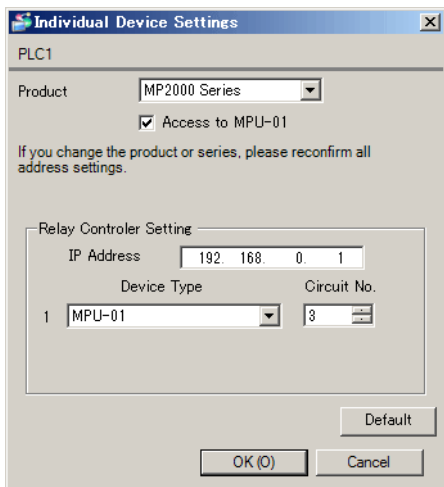 Individual Device Settings
PLC1
Product MP2000 Series
Access to MPU-01
If you change the product or series, please reconfirm all
address settings.
Relay Controler Setting
IP Address 192. 168. 0. 1
Device Type Circuit No.
1 MPU-01 3
Default
OK (O) Cancel